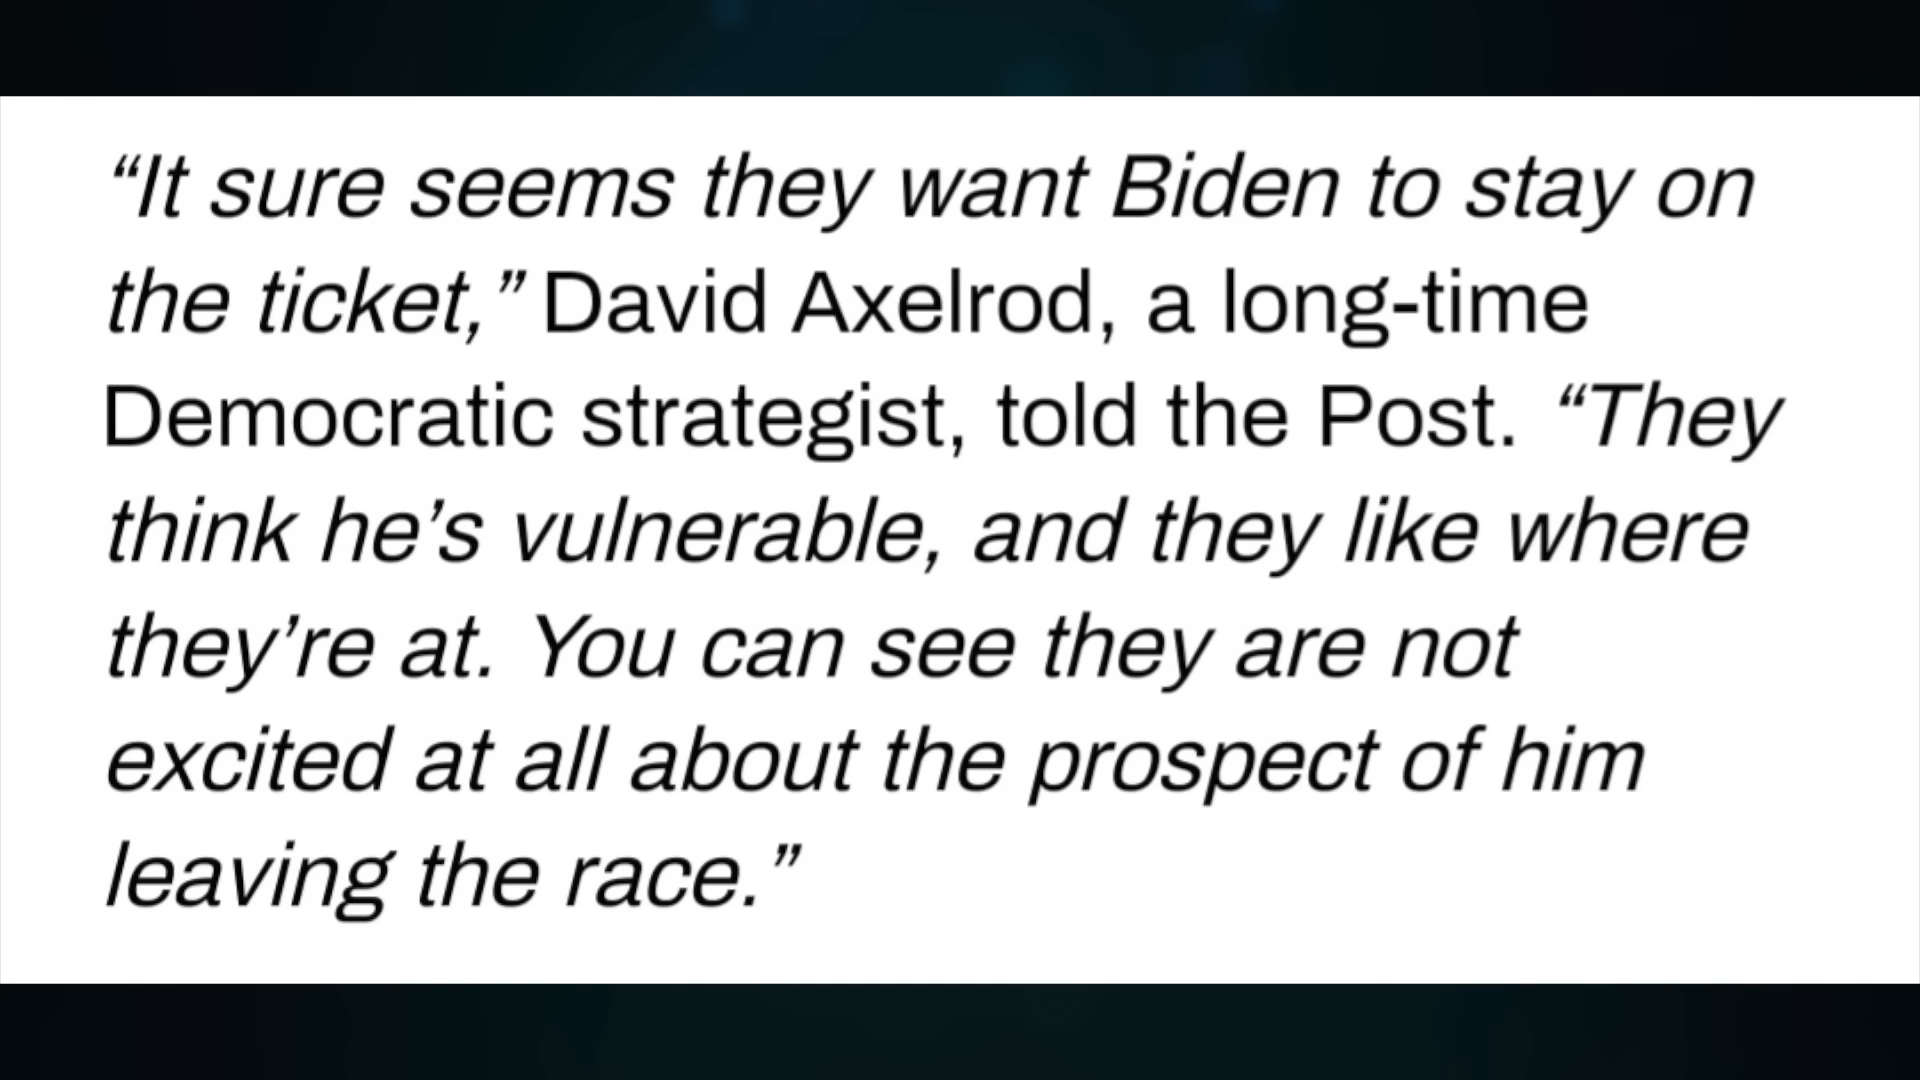 “It sure seems they want Biden to stay on
the ticket,” David Axelrod, a long-time
Democratic strategist, told the Post. “They
think he’s vulnerable, and they like where
they’re at. You can see they are not
excited at all about the prospect of him
leaving the race.”